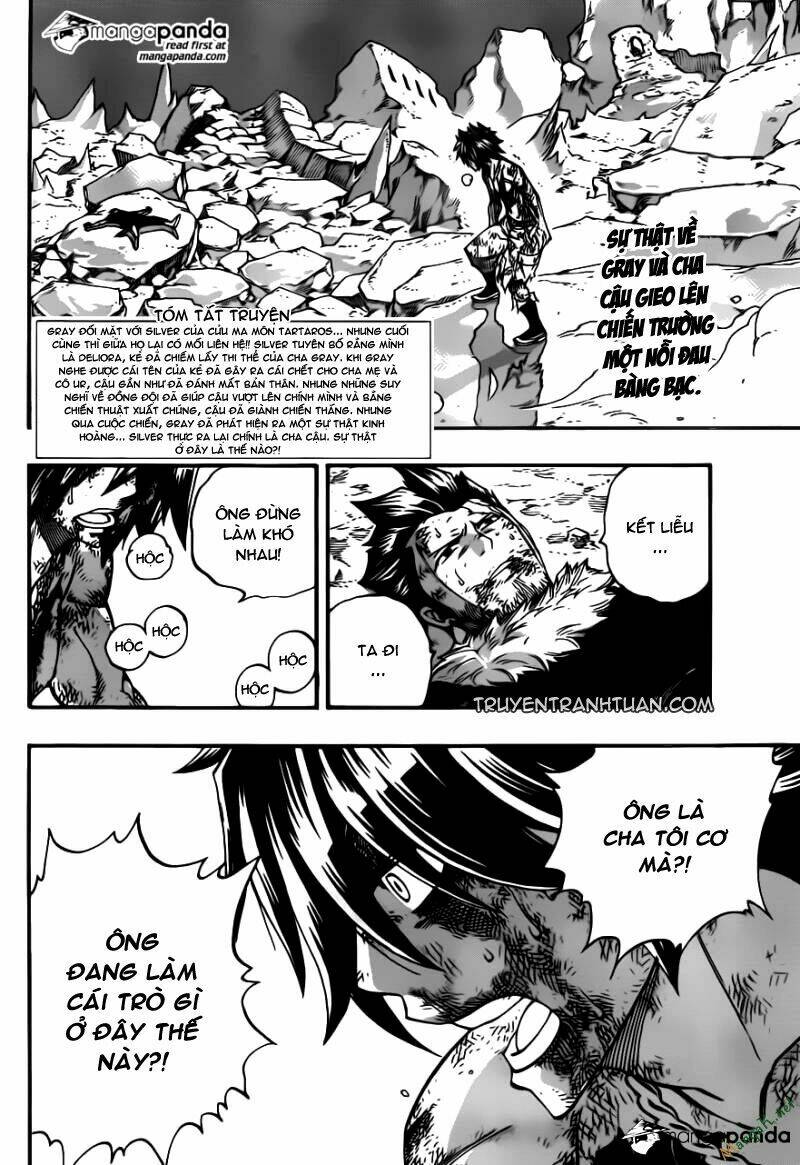 mangapanda
read first at
mangapanda.com
SỰ THẬT VỀ
GRAY VÀ CHA
CẬU GIEO LÊN
CHIẾN TRƯỜNG
MỘT NỖI ĐAU
BÀNG BẠC.
TÓM TẮT TRUYỆN
GRAY ĐỐI MẶT VỚI SILVER CỦA CỬU MA MÔN TARTAROS... NHƯNG CUỐI
CÙNG THÌ GIỮA HỌ LẠI CÓ MỐI LIÊN HỆ!! SILVER TUYÊN BỐ RẰNG MÌNH
LÀ DELIORA, KẺ ĐÃ CHIẾM LẤY THI THỂ CỦA CHA GRAY. KHI GRAY
NGHE ĐƯỢC CÁI TÊN CỦA KẺ ĐÃ GÂY RA CÁI CHẾT CHO CHA MẸ VÀ
CÔ UR, CẬU GẦN NHƯ ĐÃ ĐÁNH MẤT BẢN THÂN. NHƯNG NHỮNG SUY
NGHĨ VỀ ĐỒNG ĐỘI ĐÃ GIÚP CẬU VƯỢT LÊN CHÍNH MÌNH VÀ BẰNG
CHIẾN THUẬT XUẤT CHÚNG, CẬU ĐÃ GIÀNH CHIẾN THẮNG. NHƯNG
QUA CUỘC CHIẾN, GRAY ĐÃ PHÁT HIỆN RA MỘT SỰ THẬT KINH
HOÀNG... SILVER THỰC RA LẠI CHÍNH LÀ CHA CẬU. SỰ THẬT
Ở ĐÂY LÀ THẾ NÀO?!
KẾT LIỄU
...
TA ĐI
...
TRUYENTRANHTUAN.COM
ÔNG ĐỪNG
LÀM KHÓ
NHAU!
HỘC
HỘC
HỘC
HỘC
HỘC
ÔNG LÀ
CHA TÔI CƠ
MÀ?!
ÔNG
ĐANG LÀM
CÁI TRÒ GÌ
Ở ĐÂY THẾ
NÀY?!
mangapanda